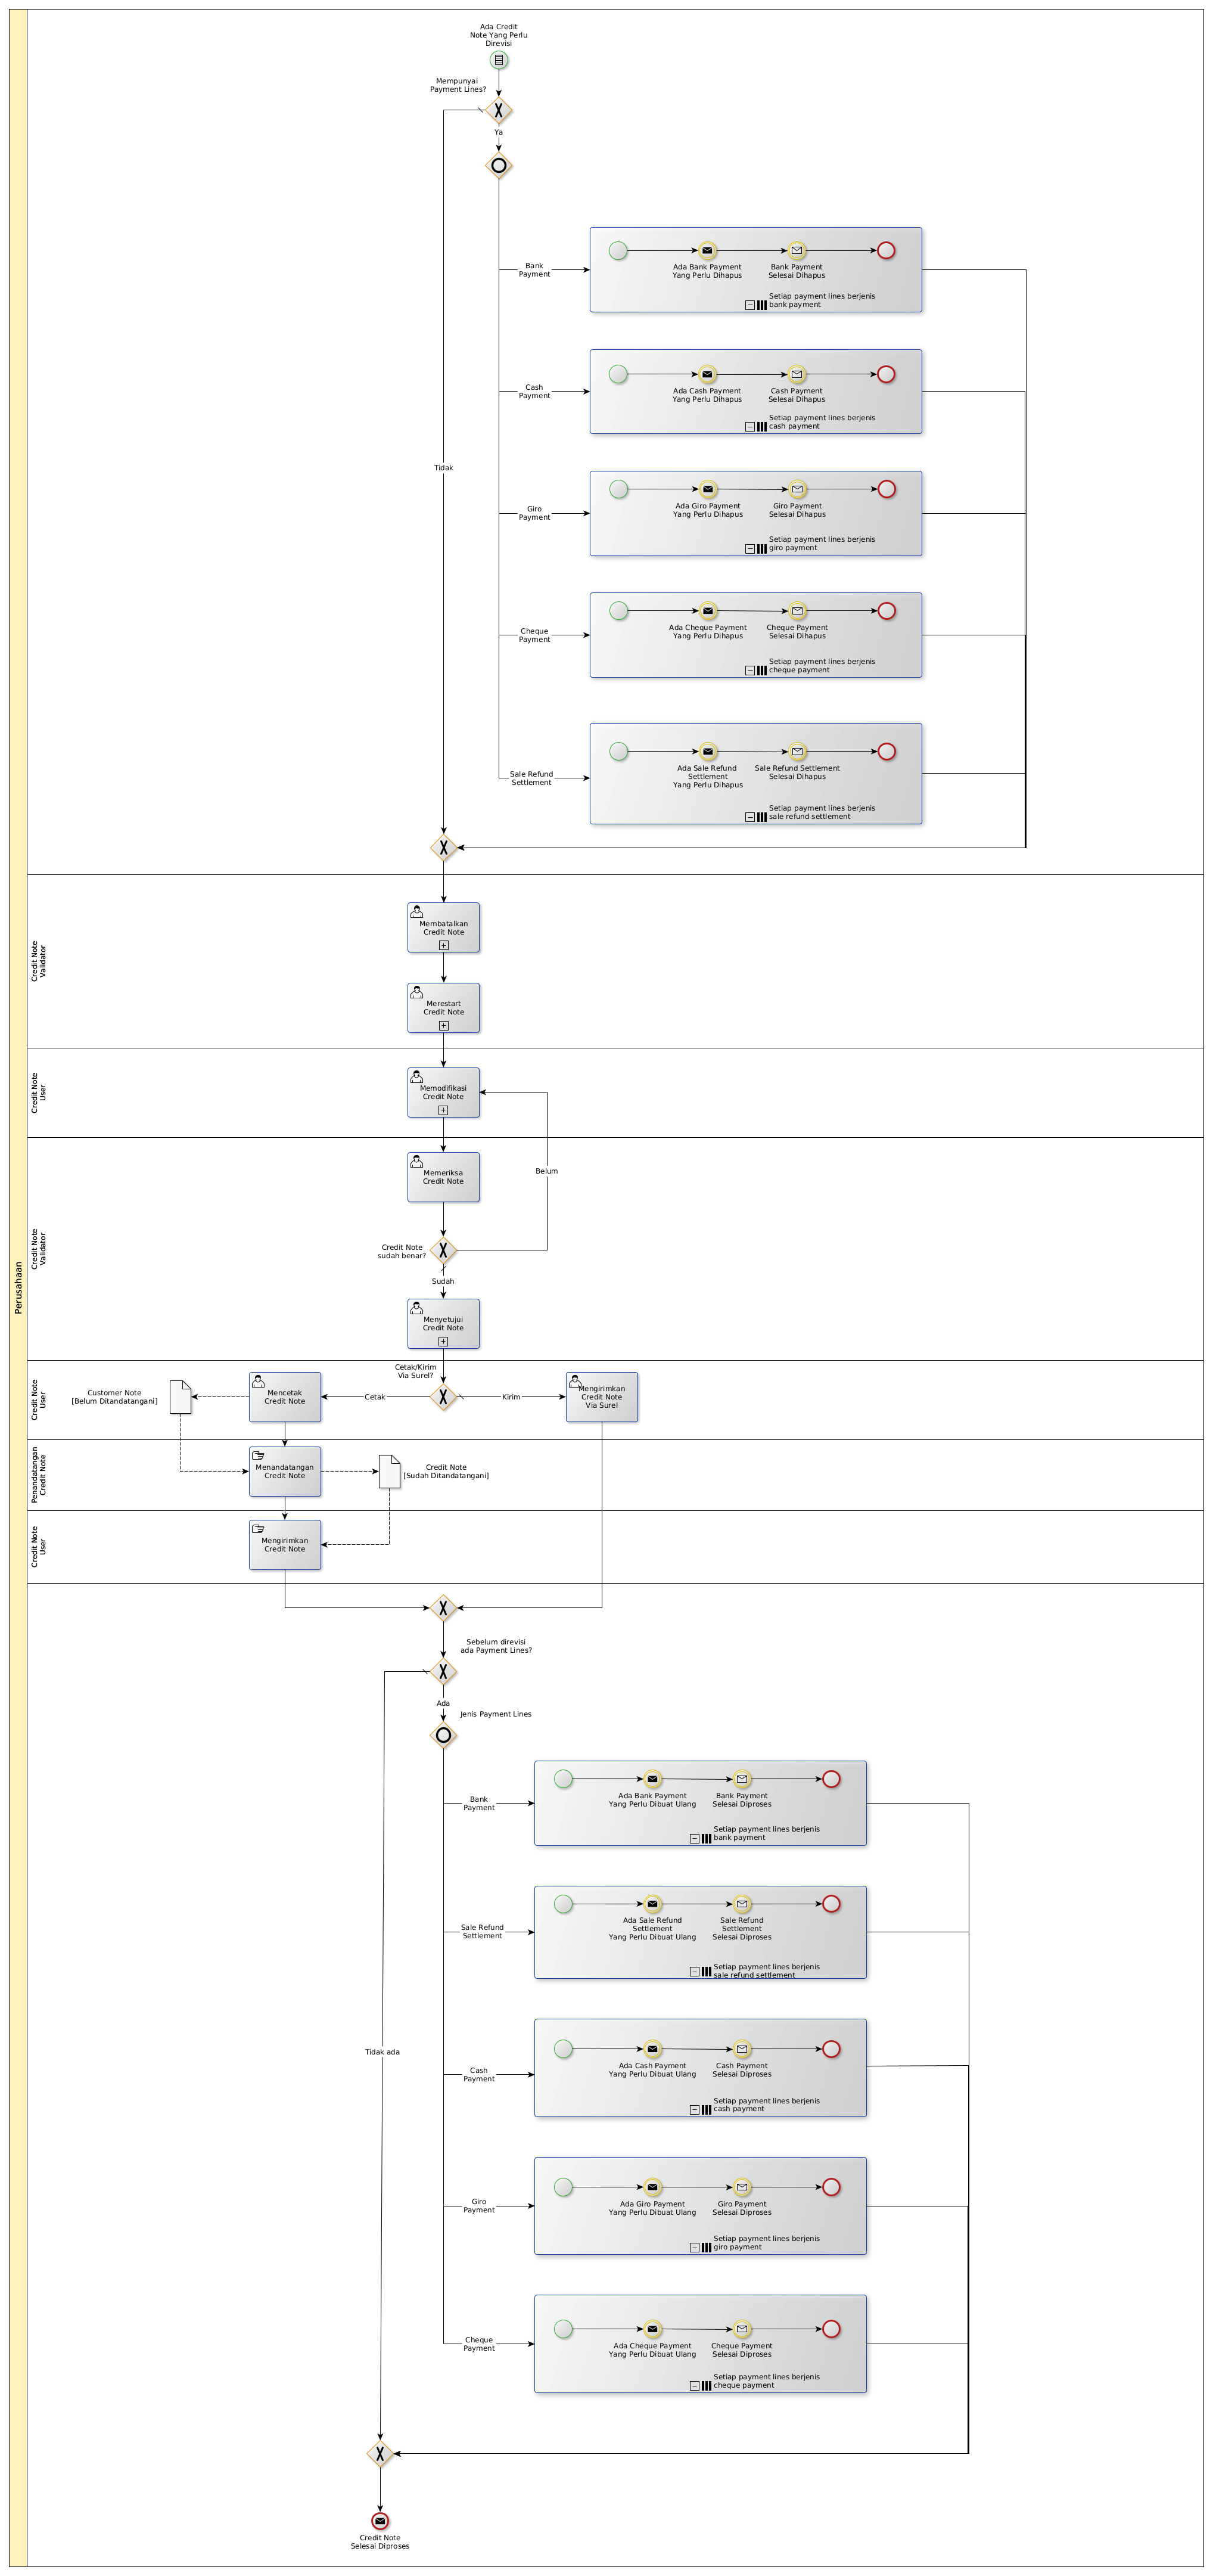 Ada Credit
Note Yang Perlu
Direvisi
Mempunyai
Payment Lines?
Ya
Bank
Payment
Ada Bank Payment
Yang Perlu Dihapus
Bank Payment
Selesai Dihapus
Setiap payment lines berjenis
bank payment
Cash
Payment
Ada Cash Payment
Yang Perlu Dihapus
Cash Payment
Selesai Dihapus
Setiap payment lines berjenis
cash payment
Tidak
Giro
Payment
Ada Giro Payment
Yang Perlu Dihapus
Giro Payment
Selesai Dihapus
Setiap payment lines berjenis
giro payment
Cheque
Payment
Ada Cheque Payment
Yang Perlu Dihapus
Cheque Payment
Selesai Dihapus
Setiap payment lines berjenis
cheque payment
Sale Refund
Settlement
Ada Sale Refund
Settlement
Yang Perlu Dihapus
Sale Refund Settlement
Selesai Dihapus
Setiap payment lines berjenis
sale refund settlement
Perusahaan
Credit Note
Validator
Membatalkan
Credit Note
Merestart
Credit Note
Credit Note
User
Memodifikasi
Credit Note
Credit Note
Validator
Memeriksa
Credit Note
Belum
Credit Note
sudah benar?
Sudah
Menyetujui
Credit Note
Credit Note
User
Cetak/Kirim
Via Surel?
Customer Note
[Belum Ditandatangani]
Mencetak
Credit Note
Cetak
Kirim
Mengirimkan
Credit Note
Via Surel
Penandatangan
Credit Note
Menandatangan
Credit Note
Credit Note
[Sudah Ditandatangani]
Credit Note
User
Mengirimkan
Credit Note
Sebelum direvisi
ada Payment Lines?
Ada
Jenis Payment Lines
Bank
Payment
Ada Bank Payment
Yang Perlu Dibuat Ulang
Bank Payment
Selesai Diproses
Setiap payment lines berjenis
bank payment
Sale Refund
Settlement
Ada Sale Refund
Settlement
Yang Perlu Dibuat Ulang
Sale Refund
Settlement
Selesai Diproses
Setiap payment lines berjenis
sale refund settlement
Tidak ada
Cash
Payment
Ada Cash Payment
Yang Perlu Dibuat Ulang
Cash Payment
Selesai Diproses
Setiap payment lines berjenis
cash payment
Giro
Payment
Ada Giro Payment
Yang Perlu Dibuat Ulang
Giro Payment
Selesai Diproses
Setiap payment lines berjenis
giro payment
Cheque
Payment
Ada Cheque Payment
Yang Perlu Dibuat Ulang
Cheque Payment
Selesai Diproses
Setiap payment lines berjenis
cheque payment
Credit Note
Selesai Diproses